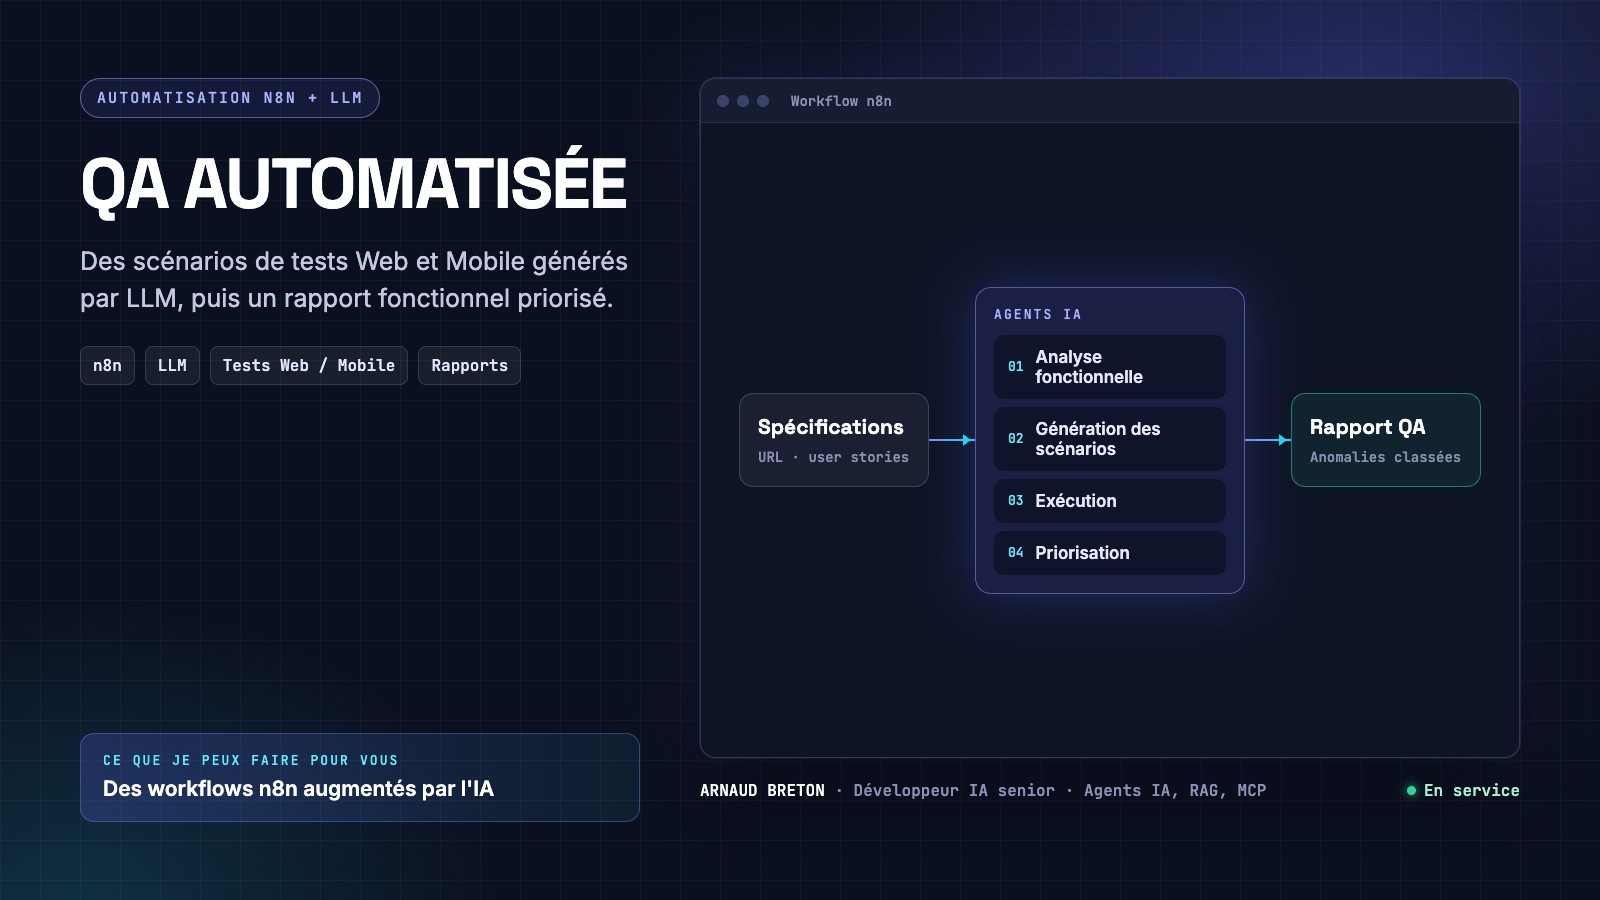 AUTOMATISATION N8N + LLM
QA AUTOMATISÉE
Des scénarios de tests Web et Mobile générés
par LLM, puis un rapport fonctionnel priorisé.
n8n
LLM
Tests Web / Mobile
Rapports
CE QUE JE PEUX FAIRE POUR VOUS
Des workflows n8n augmentés par l'IA
Workflow n8n
Spécifications
URL · user stories
AGENTS IA
01 Analyse
fonctionnelle
02 Génération des
scénarios
03 Exécution
04 Priorisation
Rapport QA
Anomalies classées
ARNAUD BRETON · Développeur IA senior · Agents IA, RAG, MCP
En service